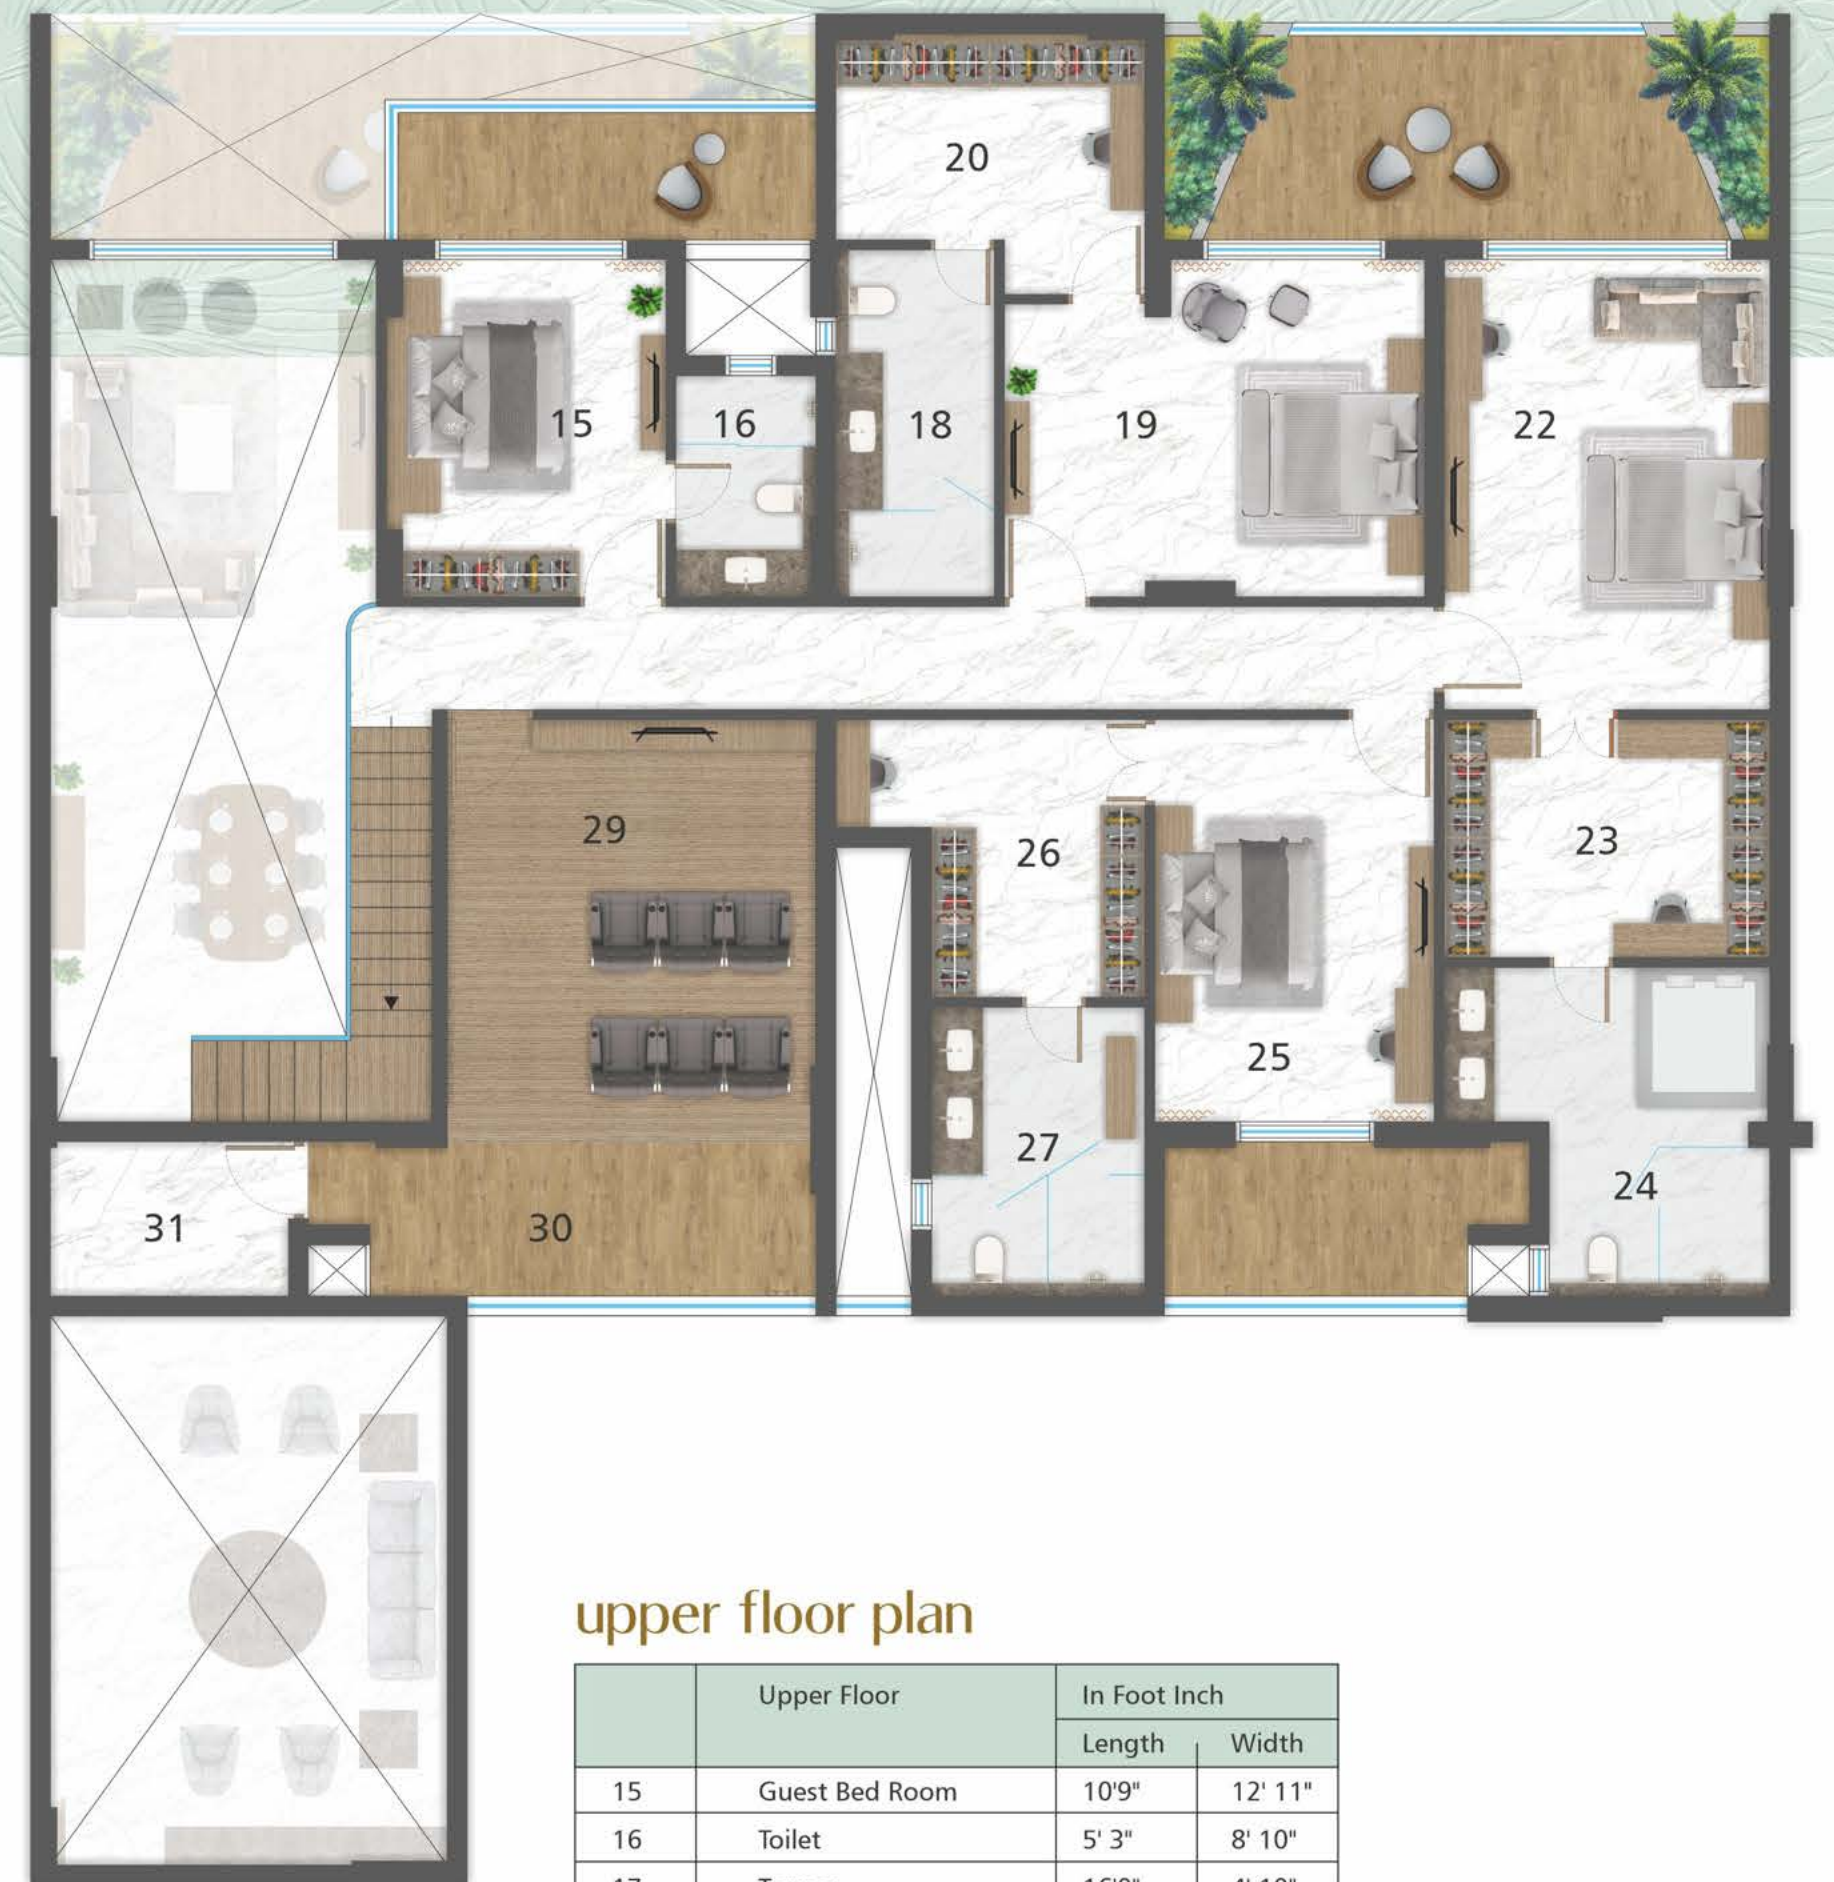 20
15
16
18
19
22
29
26
23
25
27
24
31
30
upper floor plan
Upper Floor In Foot Inch
Length Width
15 Guest Bed Room 10'9" 12' 11"
16 Toilet 5' 3" 8' 10"